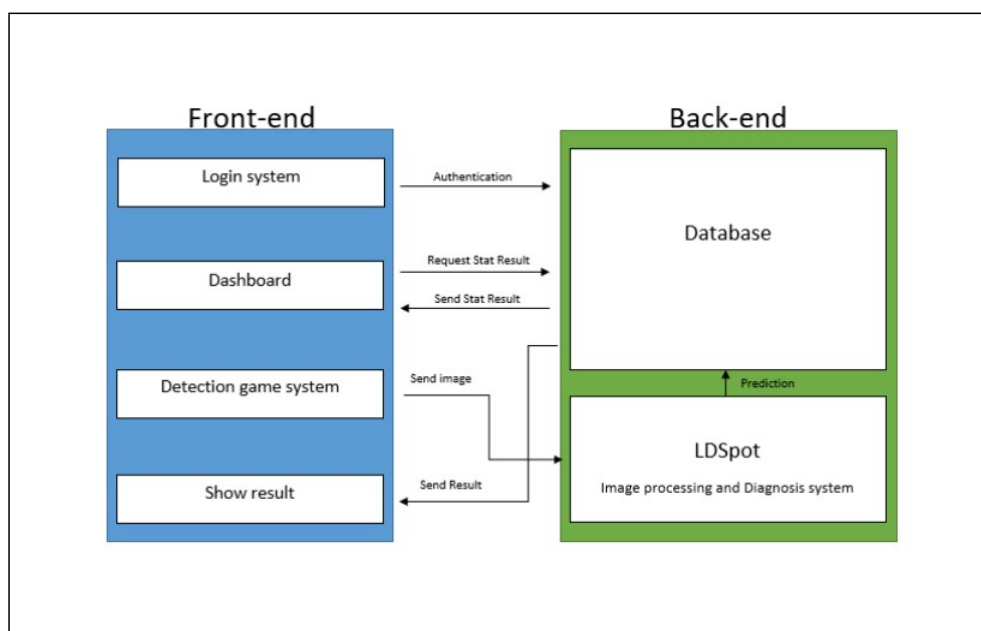 Front-end
Back-end
Login system
Authentication
Database
Dashboard
Request Stat Result
Send Stat Result
Detection game system
Send image
Prediction
LDSpot
Image processing and Diagnosis system
Show result
Send Result